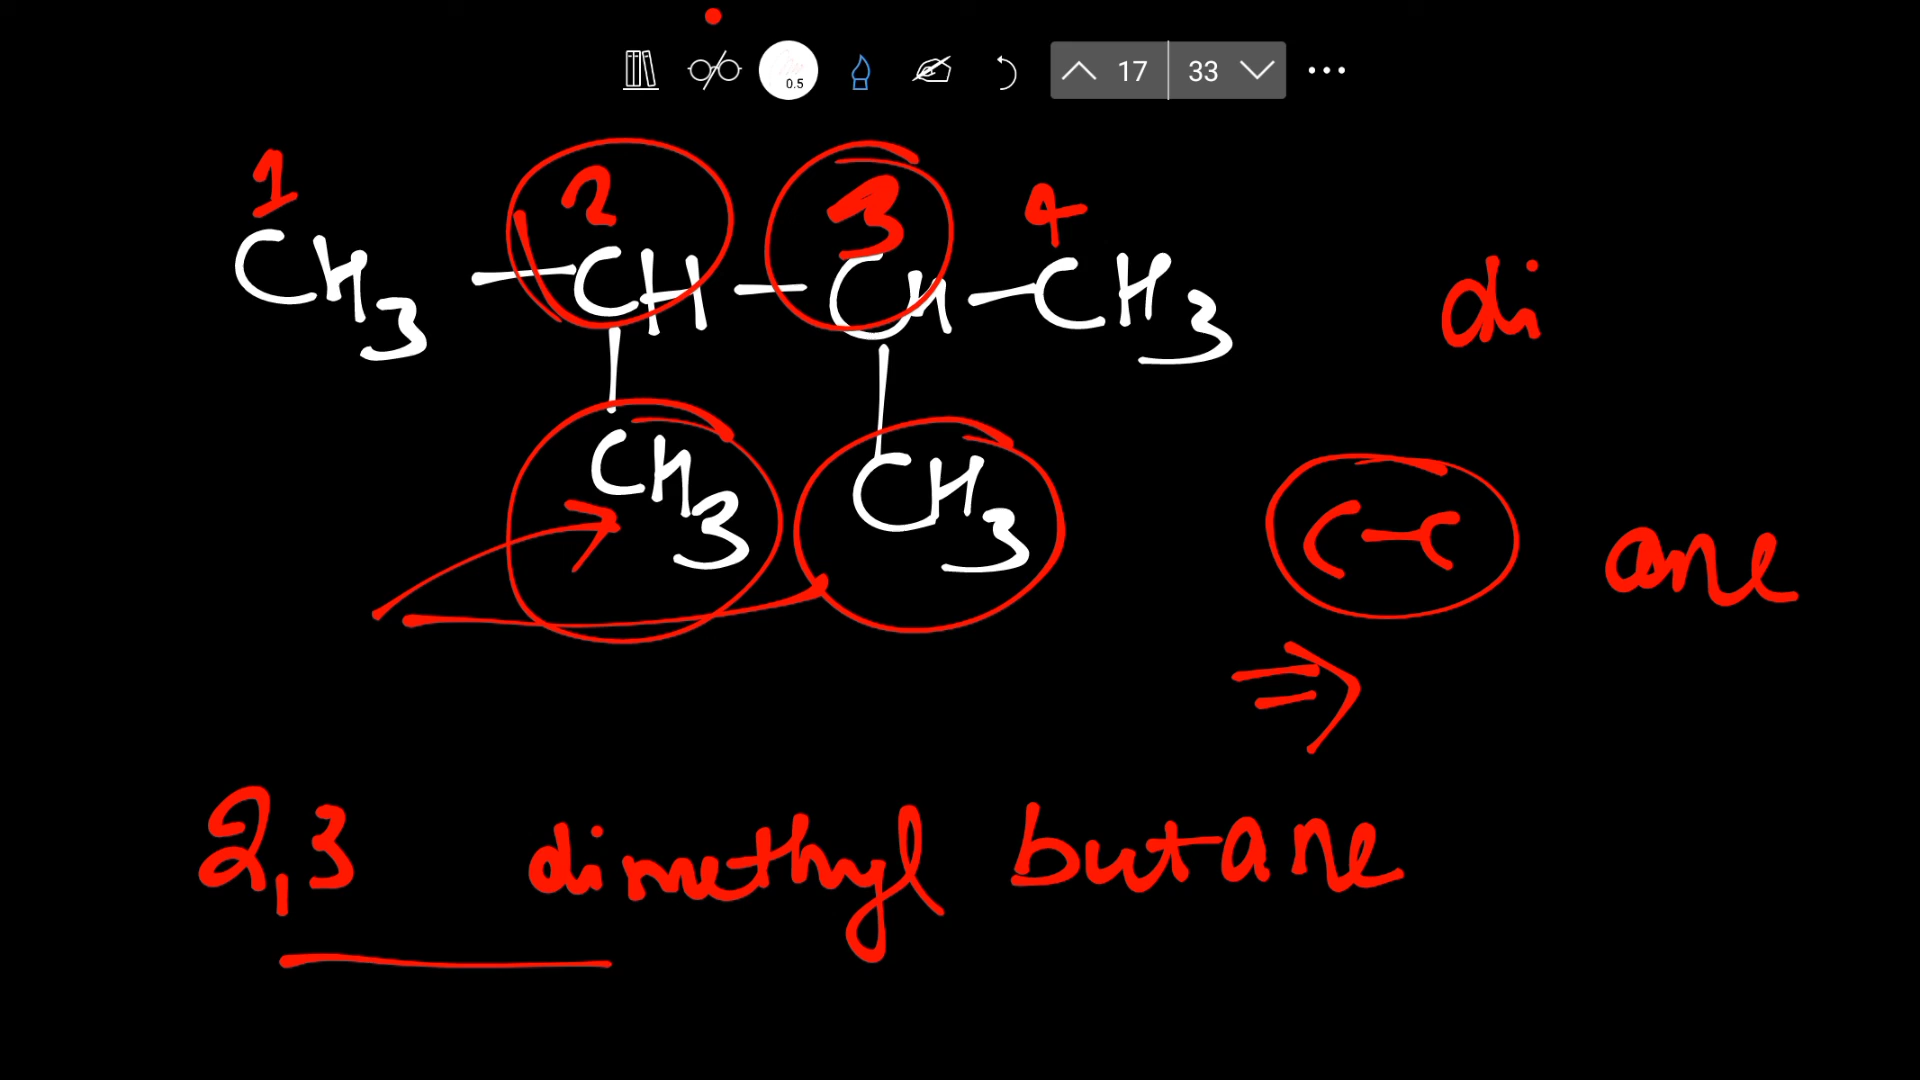 0.5 17 33
1 2 3 4
CH3 - CH - CH - CH3 di
CH3 CH3
C-C ane
⇒
2,3 dimethyl butane